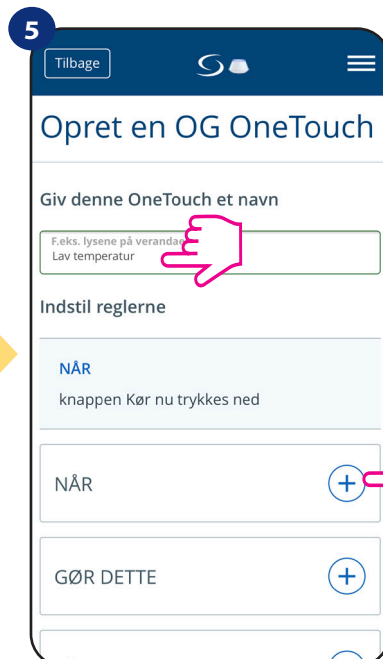 5
Tilbage
Opret en OG OneTouch
Giv denne OneTouch et navn
F.eks. lysene på
Lav temperatur
Indstil reglerne
NÅR
knappen Kør nu trykkes ned
NÅR
GØR DETTE